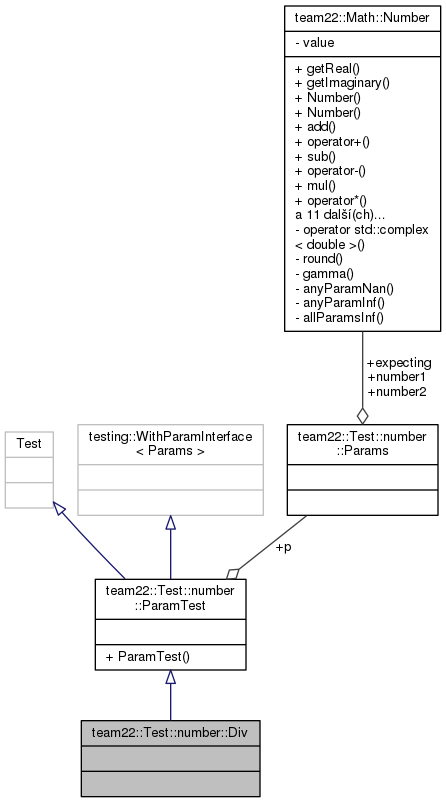 team22::Math::Number
- value
+ getReal()
+ getImaginary()
+ Number()
+ Number()
+ add()
+ operator+()
+ sub()
+ operator-()
+ mul()
+ operator*()
a 11 další(ch)...
- operator std::complex
< double >()
- round()
- gamma()
- anyParamNan()
- anyParamInf()
- allParamsInf()
+expecting
+number1
+number2
Test
testing::WithParamInterface
< Params >
team22::Test::number
::Params
+p
team22::Test::number
::ParamTest
+ ParamTest()
team22::Test::number::Div